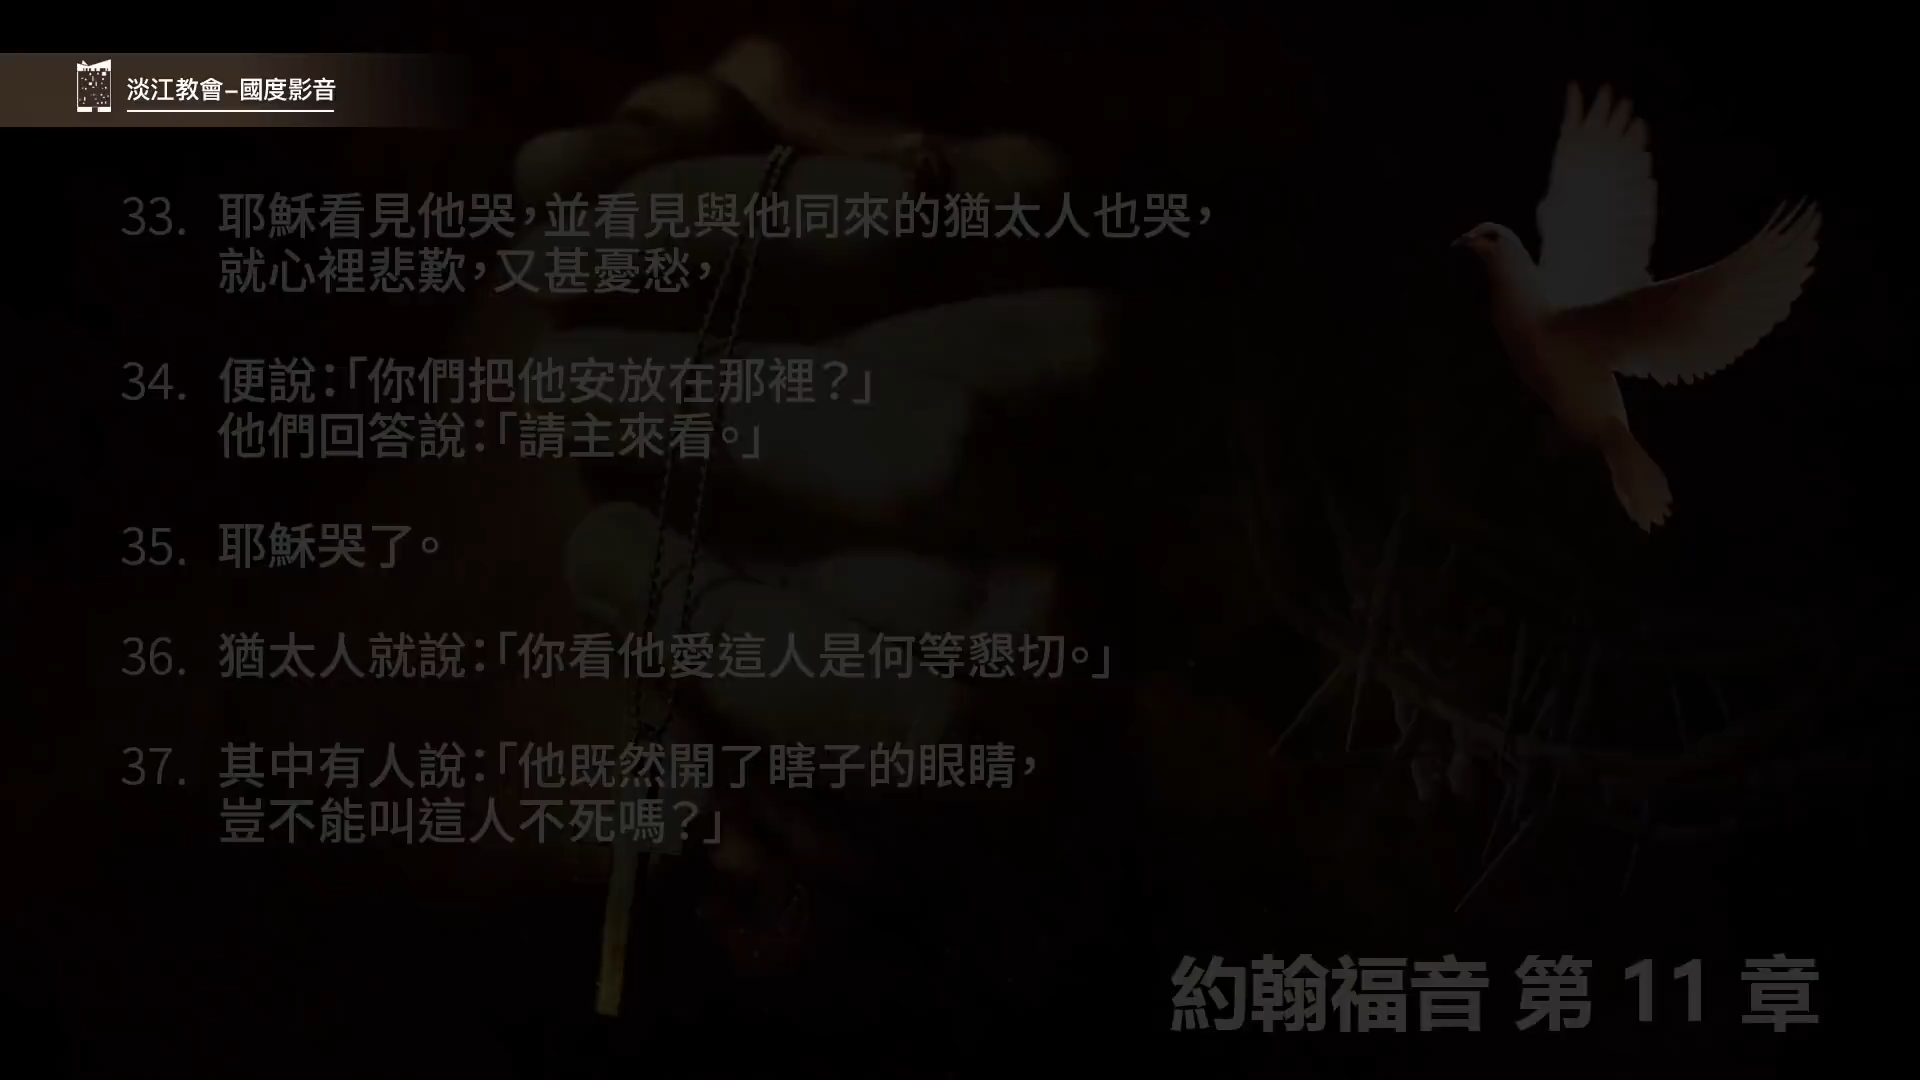 淡江教會–國度影音
33. 耶穌看見他哭，並看見與他同來的猶太人也哭，
就心裡悲歎，又甚憂愁，
34. 便說：「你們把他安放在那裡？」
他們回答說：「請主來看。」
35. 耶穌哭了。
36. 猶太人就說：「你看他愛這人是何等懇切。」
37. 其中有人說：「他既然開了瞎子的眼睛，
豈不能叫這人不死嗎？」
約翰福音 第 11 章